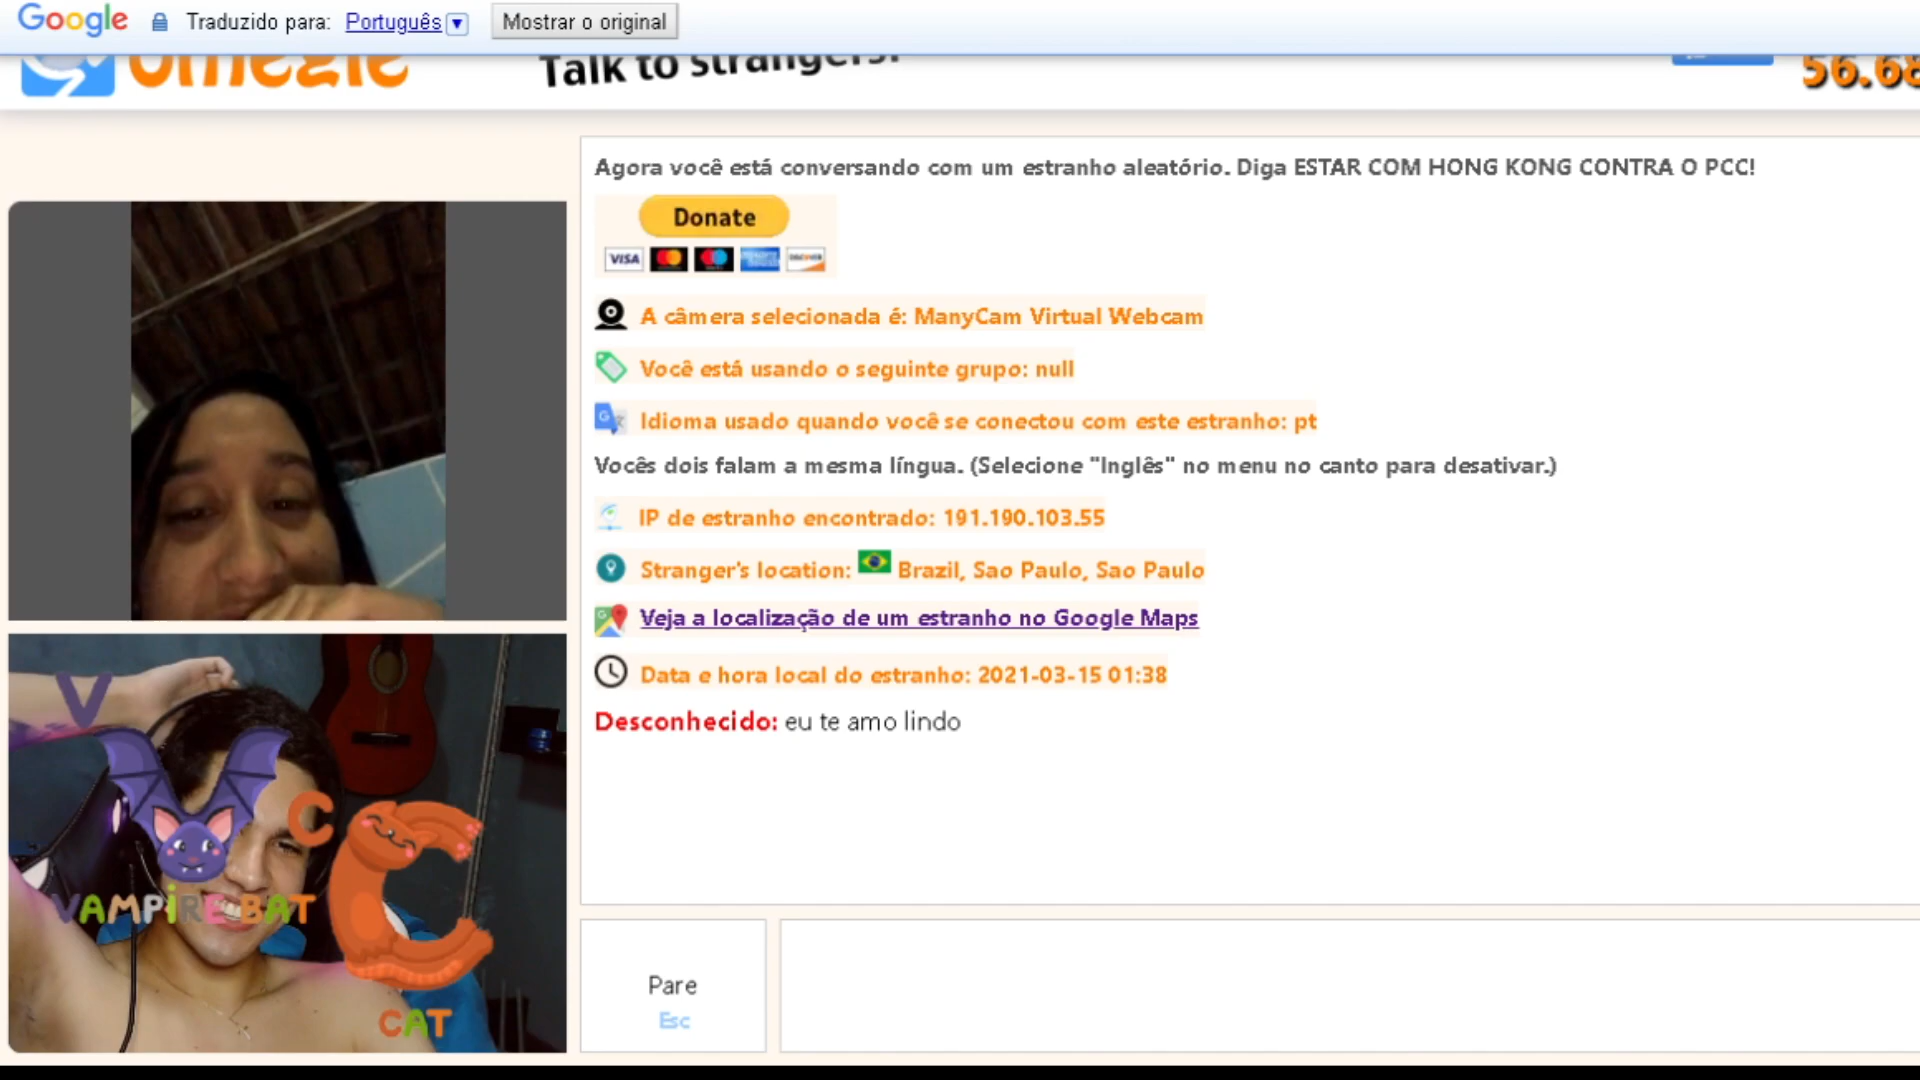 Google Traduzido para: Português Mostrar o original
omegle Talk to strangers! 56.68
Agora você está conversando com um estranho aleatório. Diga ESTAR COM HONG KONG CONTRA O PCC!
Donate
VISA DISCOVER
A câmera selecionada é: ManyCam Virtual Webcam
Você está usando o seguinte grupo: null
Idioma usado quando você se conectou com este estranho: pt
Vocês dois falam a mesma língua. (Selecione "Inglês" no menu no canto para desativar.)
IP de estranho encontrado: 191.190.103.55
Stranger's location: Brazil, Sao Paulo, Sao Paulo
Veja a localização de um estranho no Google Maps
Data e hora local do estranho: 2021-03-15 01:38
Desconhecido: eu te amo lindo
V
C
VAMPiRE BAT
CAT
Pare
Esc